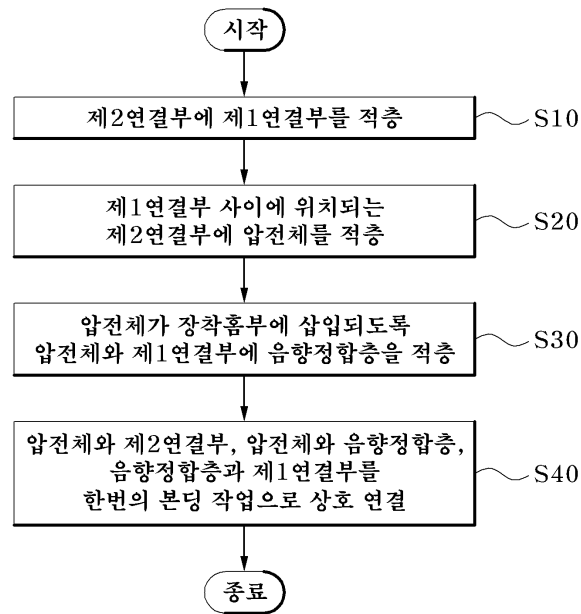 시작
제2연결부에 제1연결부를 적층
S10
제1연결부 사이에 위치되는
제2연결부에 압전체를 적층
S20
압전체가 장착홈부에 삽입되도록
압전체와 제1연결부에 음향정합층을 적층
S30
압전체와 제2연결부, 압전체와 음향정합층,
음향정합층과 제1연결부를
한번의 본딩 작업으로 상호 연결
S40
종료